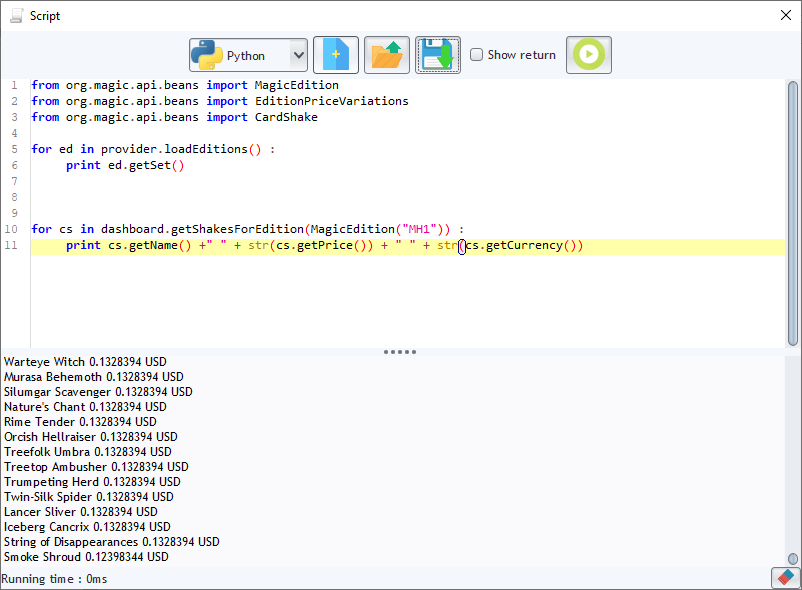 Script
Python
Show return
1 from org.magic.api.beans import MagicEdition
2 from org.magic.api.beans import EditionPriceVariations
3 from org.magic.api.beans import CardShake
4
5 for ed in provider.loadEditions() :
6 print ed.getSet()
7
8
9
10 for cs in dashboard.getShakesForEdition(MagicEdition("MH1")) :
11 print cs.getName() +" " + str(cs.getPrice()) + " " + str(cs.getCurrency())
Warteye Witch 0.1328394 USD
Murasa Behemoth 0.1328394 USD
Silumgar Scavenger 0.1328394 USD
Nature's Chant 0.1328394 USD
Rime Tender 0.1328394 USD
Orcish Hellraiser 0.1328394 USD
Treefolk Umbra 0.1328394 USD
Treetop Ambusher 0.1328394 USD
Trumpeting Herd 0.1328394 USD
Twin-Silk Spider 0.1328394 USD
Lancer Sliver 0.1328394 USD
Iceberg Cancrix 0.1328394 USD
String of Disappearances 0.1328394 USD
Smoke Shroud 0.12398344 USD
Running time : 0ms